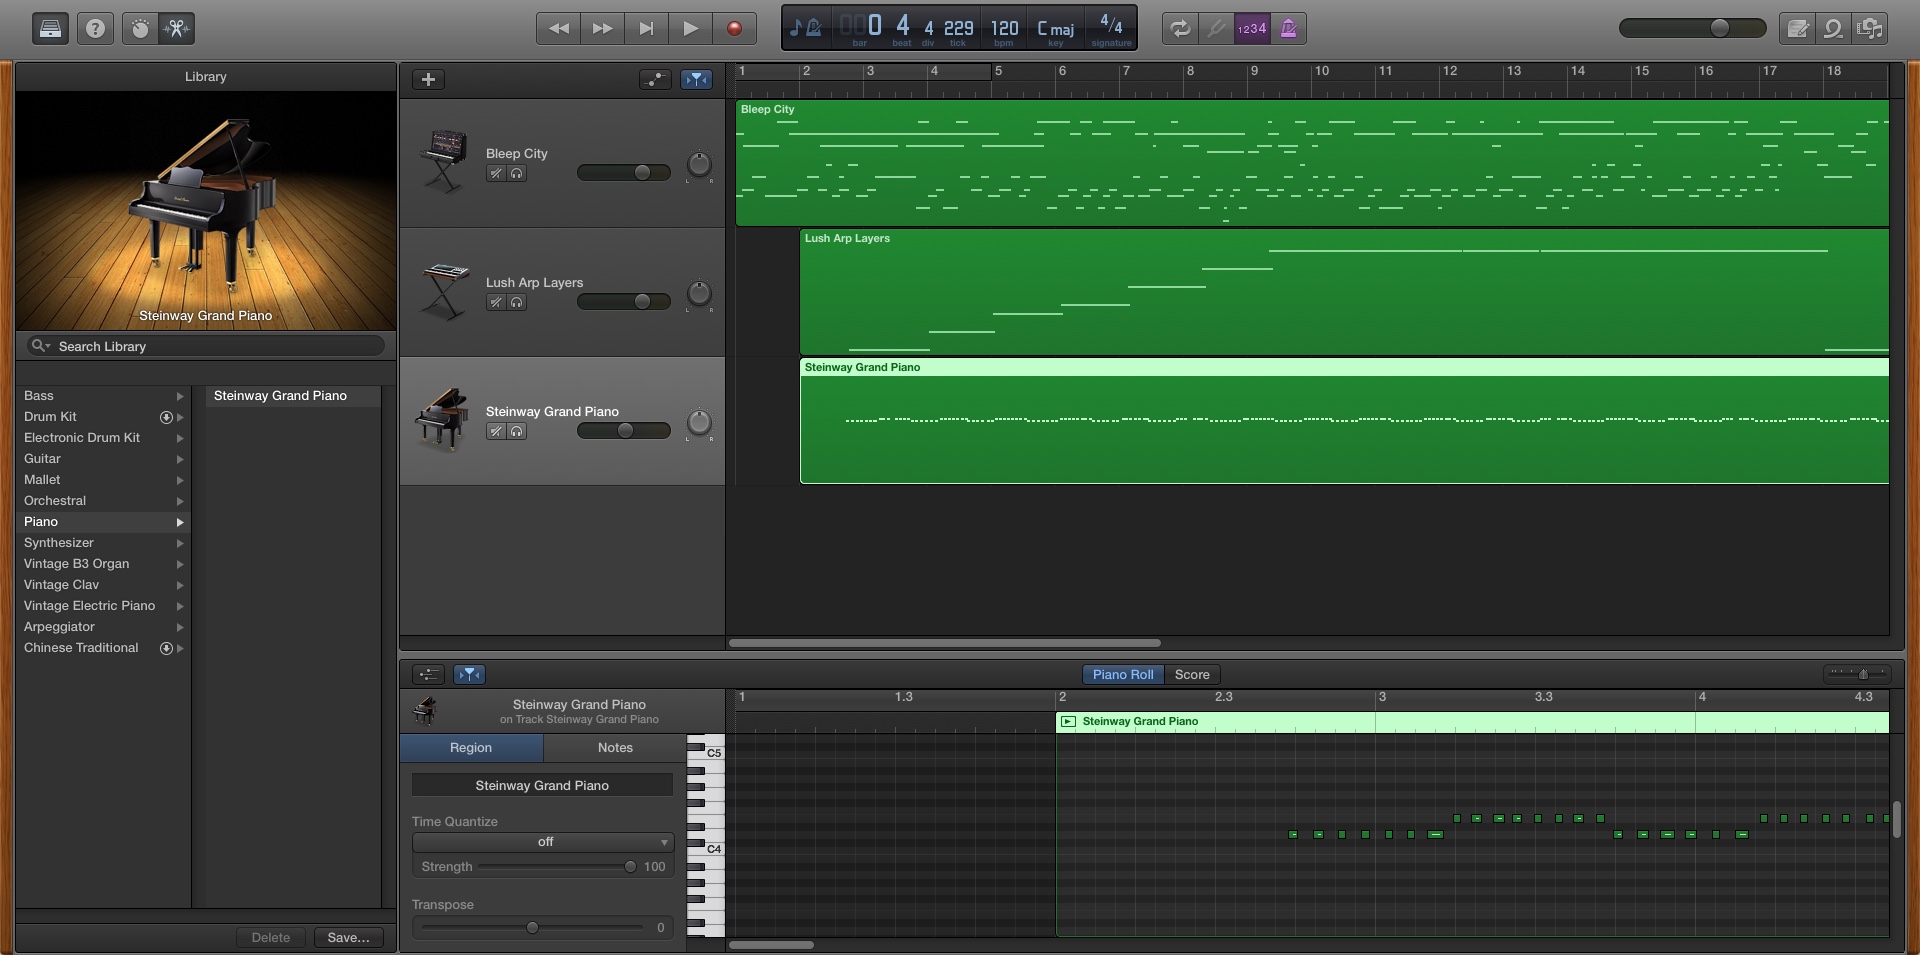 ?
0 4 4 229 120 C maj 4/4
bar beat div tick bpm key signature
1234
Library
Steinway Grand Piano
Search Library
Bass
Drum Kit
Electronic Drum Kit
Guitar
Mallet
Orchestral
Piano
Synthesizer
Vintage B3 Organ
Vintage Clav
Vintage Electric Piano
Arpeggiator
Chinese Traditional
Steinway Grand Piano
Delete Save...
1 2 3 4 5 6 7 8 9 10 11 12 13 14 15 16 17 18
Bleep City
L R
Lush Arp Layers
L R
Steinway Grand Piano
L R
Bleep City
Lush Arp Layers
Steinway Grand Piano
Piano Roll Score
Steinway Grand Piano
on Track Steinway Grand Piano
Region Notes
Steinway Grand Piano
Time Quantize
off
Strength 100
Transpose
0
1 1.3 2 2.3 3 3.3 4 4.3
Steinway Grand Piano
C5
C4